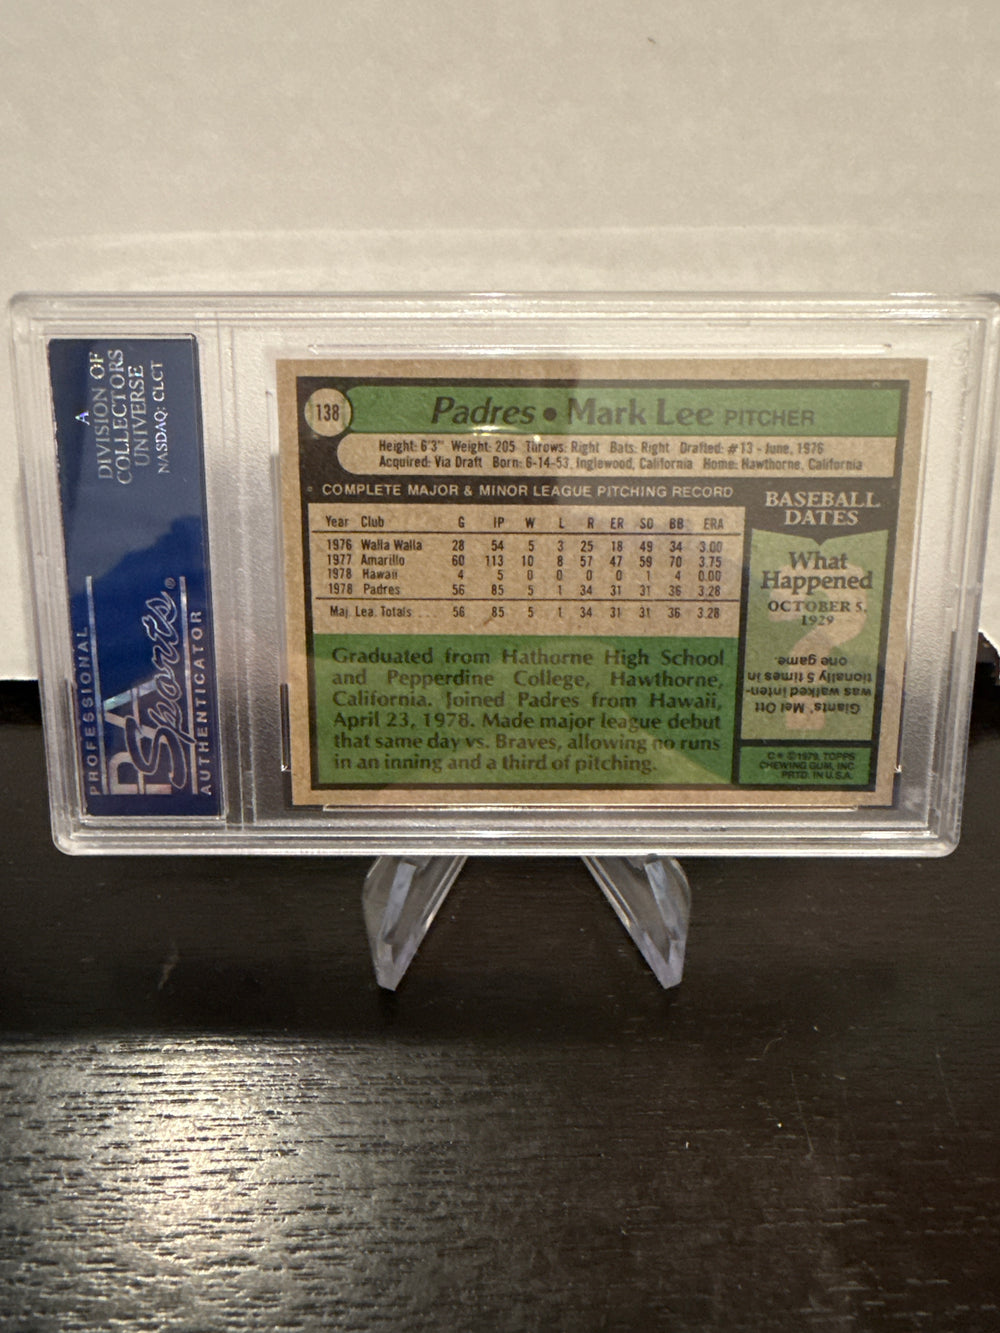 A
DIVISION OF
COLLECTORS
UNIVERSE
NASDAQ: CLCT
PROFESSIONAL
PSA
Sports®
AUTHENTICATOR
138
Padres • Mark Lee PITCHER
Height: 6'3" Weight: 205 Throws: Right Bats: Right Drafted: #13 - June, 1976
Acquired: Via Draft Born: 6-14-53, Inglewood, California Home: Hawthorne, California
COMPLETE MAJOR & MINOR LEAGUE PITCHING RECORD
Year Club G IP W L R ER SO BB ERA
1976 Walla Walla 28 54 5 3 25 18 49 34 3.00
1977 Amarillo 60 113 10 8 57 47 59 70 3.75
1978 Hawaii 4 5 0 0 0 0 1 4 0.00
1978 Padres 56 85 5 1 34 31 31 36 3.28
Maj. Lea. Totals . . . 56 85 5 1 34 31 31 36 3.28
Graduated from Hathorne High School
and Pepperdine College, Hawthorne,
California. Joined Padres from Hawaii,
April 23, 1978. Made major league debut
that same day vs. Braves, allowing no runs
in an inning and a third of pitching.
BASEBALL
DATES
What
Happened
OCTOBER 5,
1929
?
Giants' Mel Ott
was walked inten-
tionally 5 times in
one game.
C* ©1979, TOPPS
CHEWING GUM, INC.
PRTD. IN U.S.A.